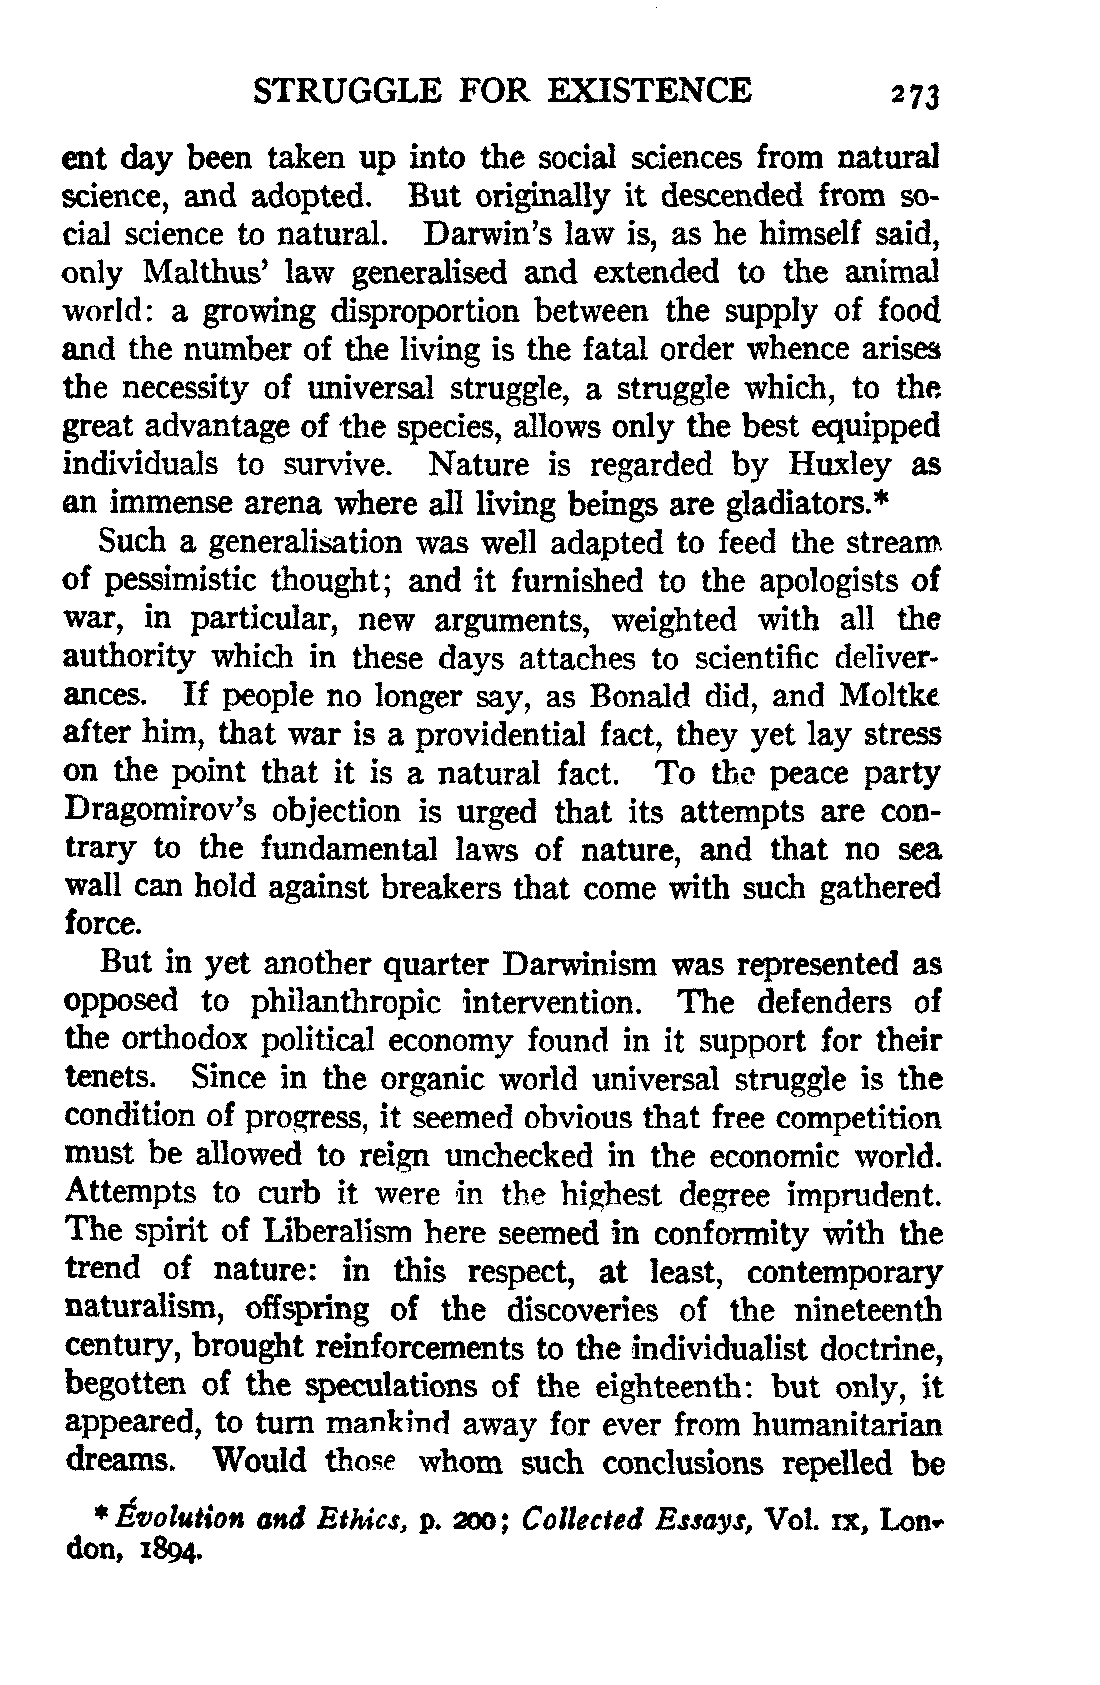 STRUGGLE FOR EXISTENCE 273
ent day been taken up into the social sciences from natural
science, and adopted. But originally it descended from so-
cial science to natural. Darwin's law is, as he himself said,
only Malthus' law generalised and extended to the animal
world: a growing disproportion between the supply of food
and the number of the living is the fatal order whence arises
the necessity of universal struggle, a struggle which, to the
great advantage of the species, allows only the best equipped
individuals to survive. Nature is regarded by Huxley as
an immense arena where all living beings are gladiators.*
Such a generalisation was well adapted to feed the stream
of pessimistic thought; and it furnished to the apologists of
war, in particular, new arguments, weighted with all the
authority which in these days attaches to scientific deliver-
ances. If people no longer say, as Bonald did, and Moltke
after him, that war is a providential fact, they yet lay stress
on the point that it is a natural fact. To the peace party
Dragomirov's objection is urged that its attempts are con-
trary to the fundamental laws of nature, and that no sea
wall can hold against breakers that come with such gathered
force.
But in yet another quarter Darwinism was represented as
opposed to philanthropic intervention. The defenders of
the orthodox political economy found in it support for their
tenets. Since in the organic world universal struggle is the
condition of progress, it seemed obvious that free competition
must be allowed to reign unchecked in the economic world.
Attempts to curb it were in the highest degree imprudent.
The spirit of Liberalism here seemed in conformity with the
trend of nature: in this respect, at least, contemporary
naturalism, offspring of the discoveries of the nineteenth
century, brought reinforcements to the individualist doctrine,
begotten of the speculations of the eighteenth: but only, it
appeared, to turn mankind away for ever from humanitarian
dreams. Would those whom such conclusions repelled be
* Évolution and Ethics, p. 200; Collected Essays, Vol. IX, Lon-
don, 1894.